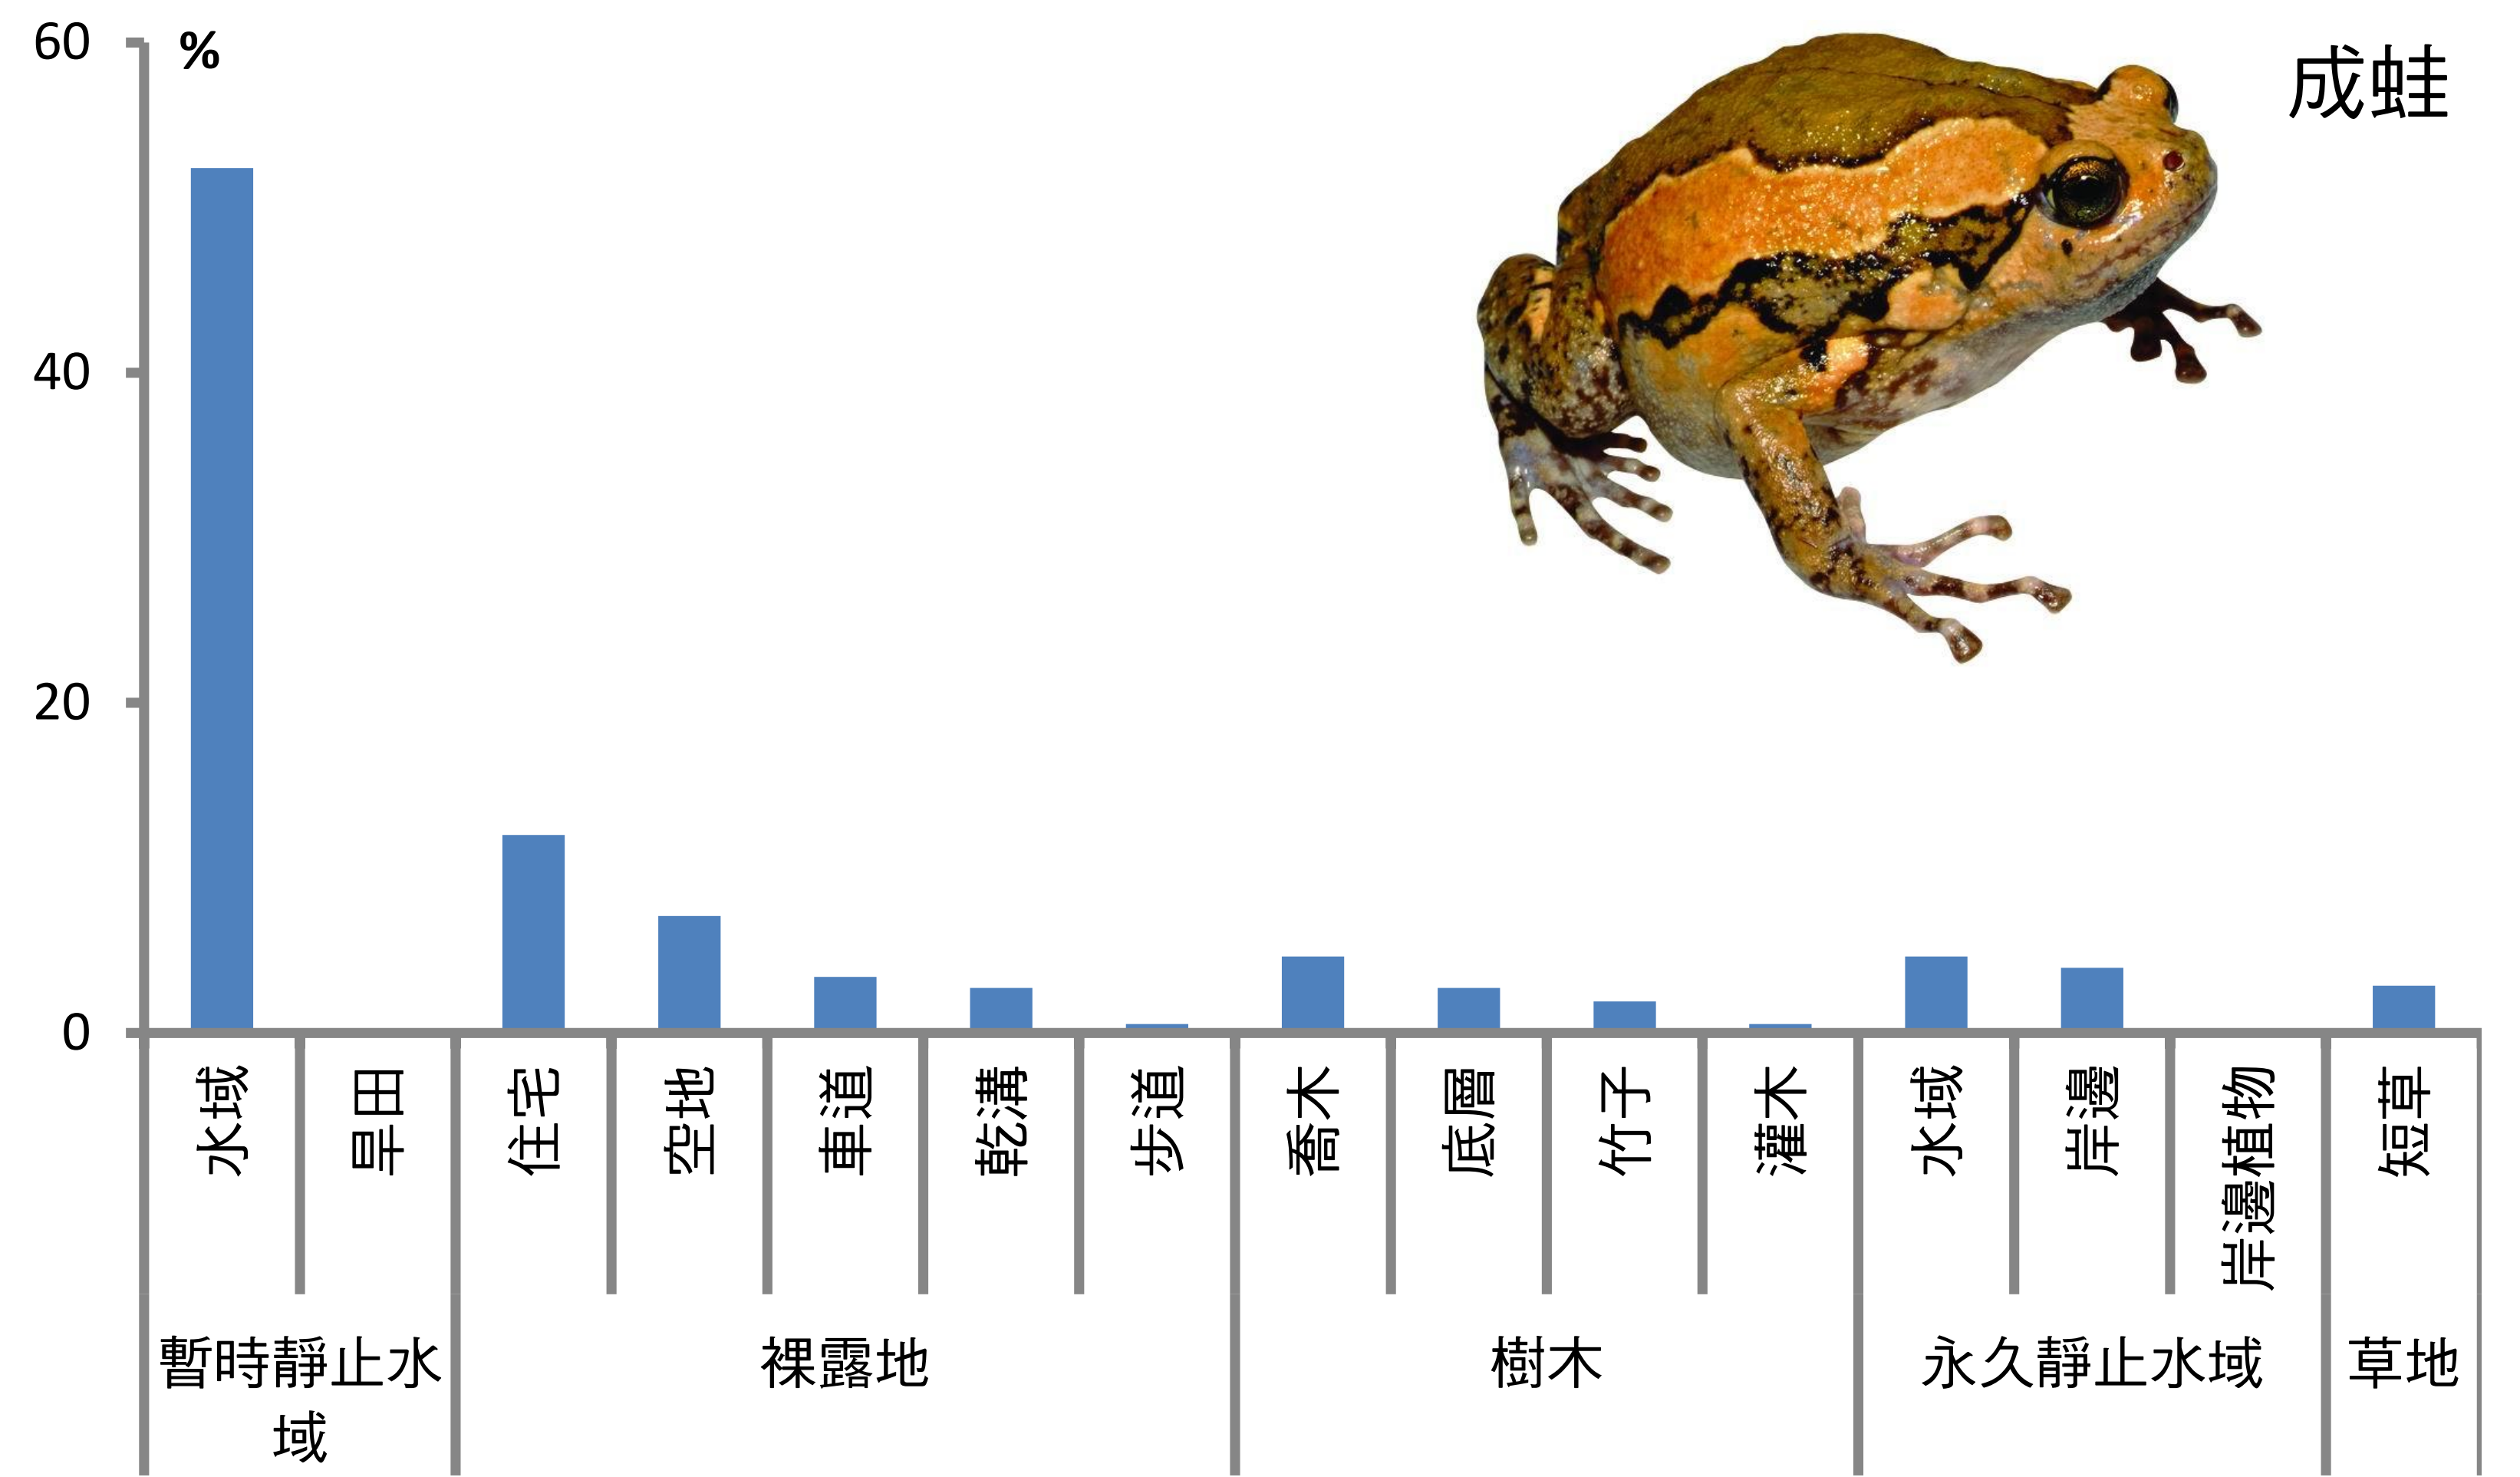 60
%
成蛙
40
20
0
水域
旱田
住宅
空地
車道
乾溝
步道
喬木
底層
竹子
灌木
水域
岸邊
岸邊植物
短草
暫時靜止水
域
裸露地
樹木
永久靜止水域
草地